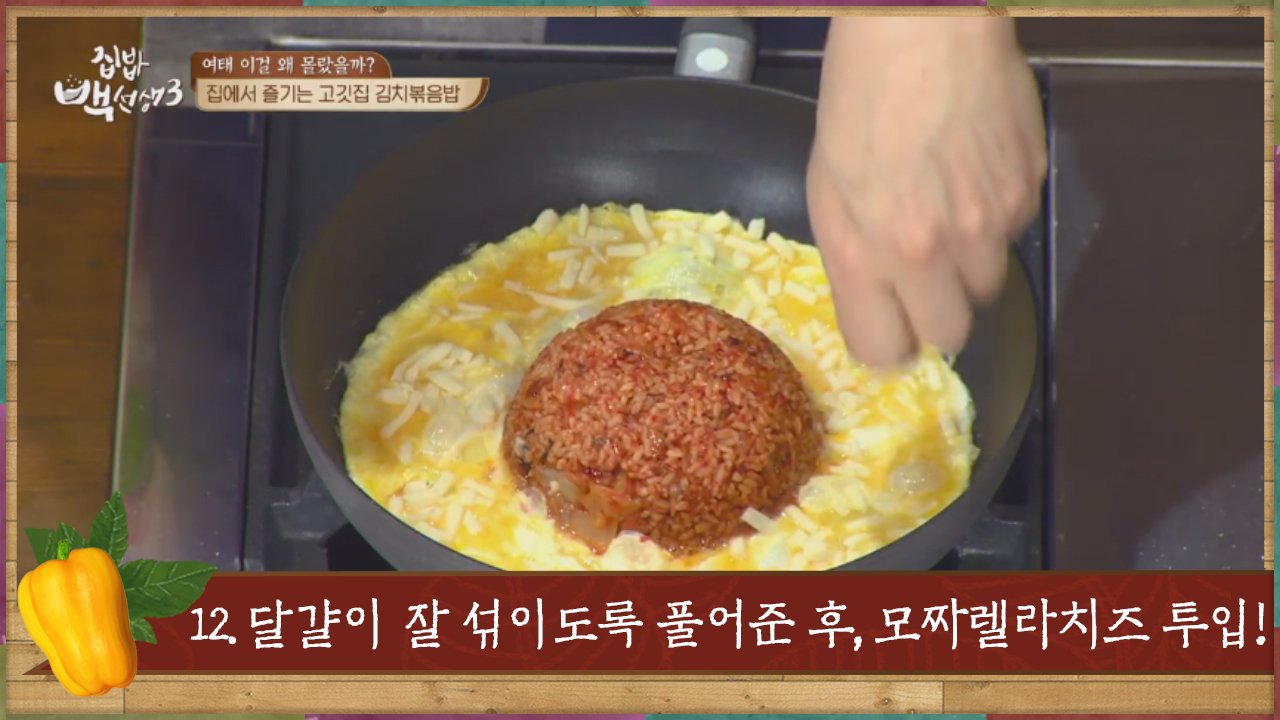 집밥
백선생3
여태 이걸 왜 몰랐을까?
집에서 즐기는 고깃집 김치볶음밥
12. 달걀이 잘 섞이도록 풀어준 후, 모짜렐라치즈 투입!